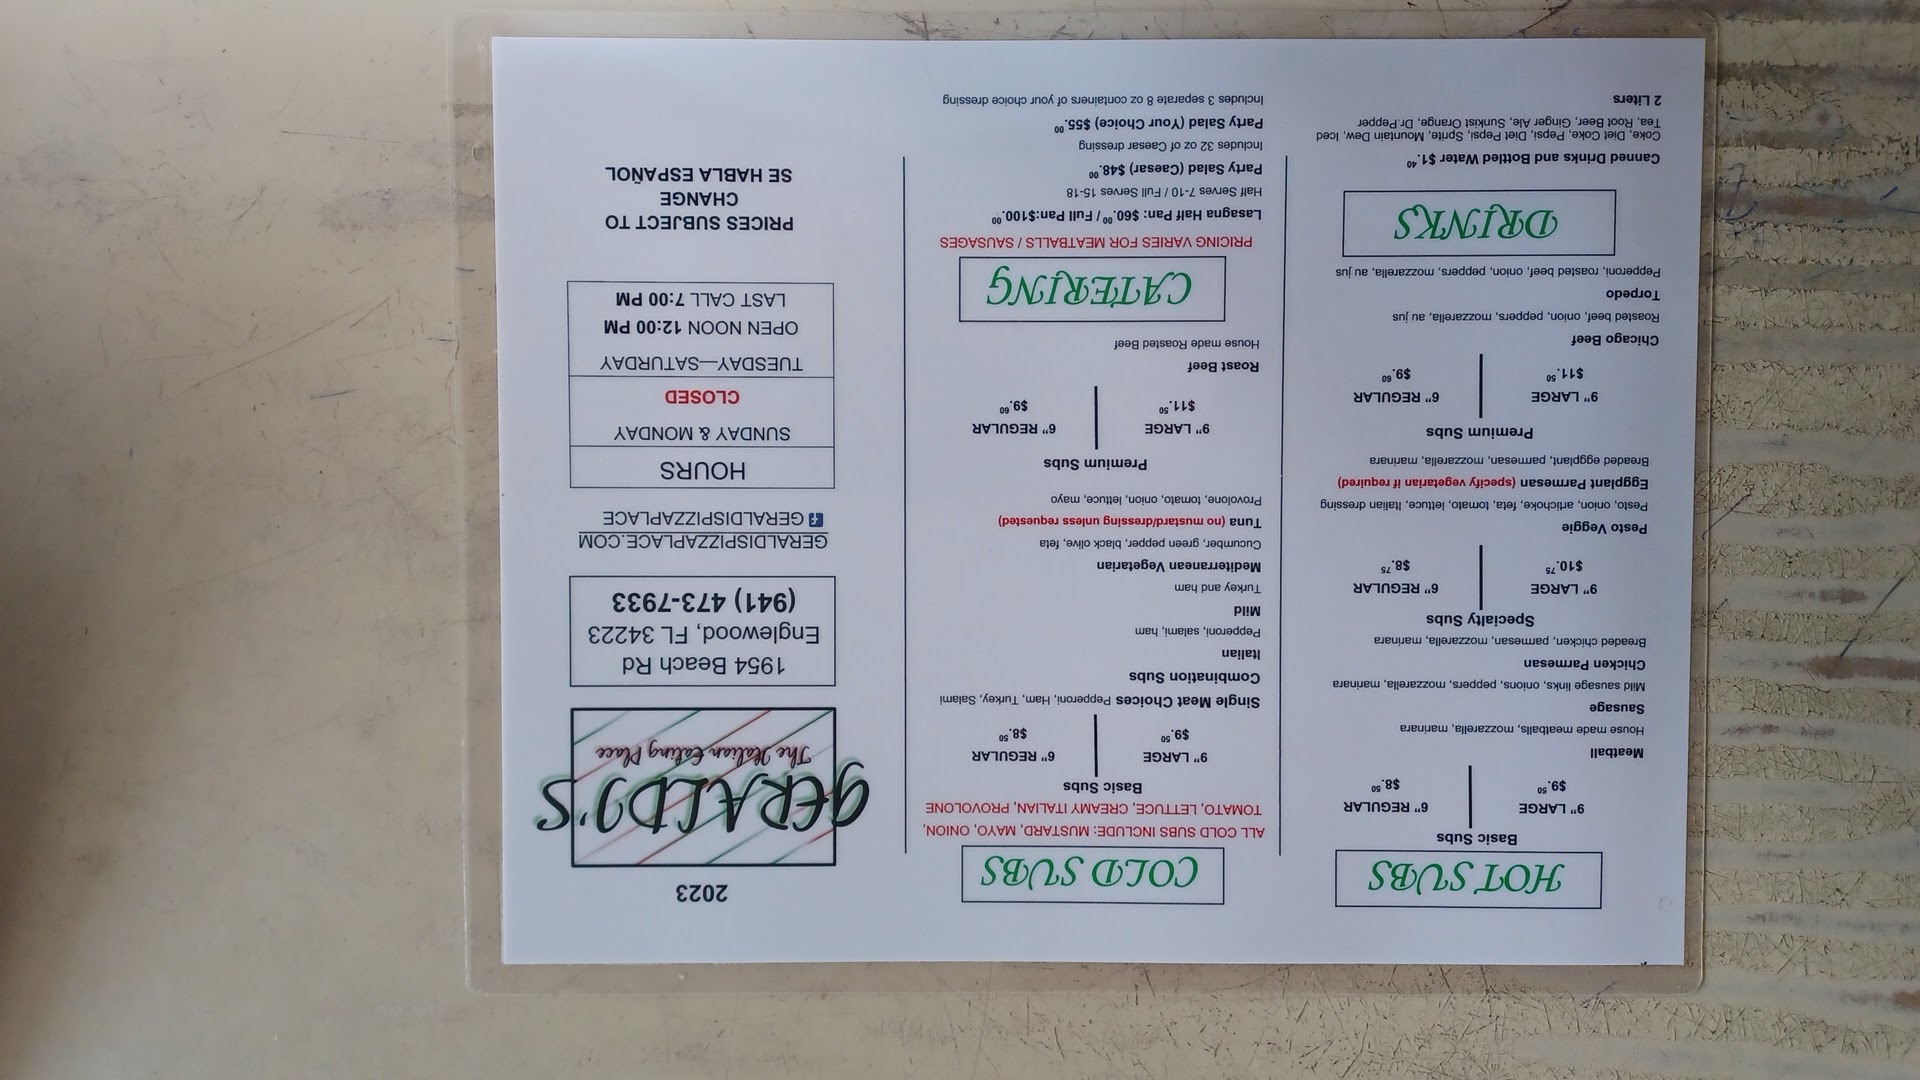 HOT SUBS
Basic Subs
9" LARGE
$9.50
6" REGULAR
$8.50
Meatball
House made meatballs, mozzarella, marinara
Sausage
Mild sausage links, onions, peppers, mozzarella, marinara
Chicken Parmesan
Breaded chicken, parmesan, mozzarella, marinara
Specialty Subs
9" LARGE
$10.75
6" REGULAR
$8.75
Pesto Veggie
Pesto, onion, artichoke, feta, tomato, lettuce, Italian dressing
Eggplant Parmesan (specify vegetarian if required)
Breaded eggplant, parmesan, mozzarella, marinara
Premium Subs
9" LARGE
$11.50
6" REGULAR
$9.60
Chicago Beef
Roasted beef, onion, peppers, mozzarella, au jus
Torpedo
Pepperoni, roasted beef, onion, peppers, mozzarella, au jus
DRINKS
Canned Drinks and Bottled Water $1.40
Coke, Diet Coke, Pepsi, Diet Pepsi, Sprite, Mountain Dew, Iced
Tea, Root Beer, Ginger Ale, Sunkist Orange, Dr.Pepper
2 Liters
COLD SUBS
ALL COLD SUBS INCLUDE: MUSTARD, MAYO, ONION,
TOMATO, LETTUCE, CREAMY ITALIAN, PROVOLONE
Basic Subs
9" LARGE
$9.50
6" REGULAR
$8.50
Single Meat Choices Pepperoni, Ham, Turkey, Salami
Combination Subs
Italian
Pepperoni, salami, ham
Mild
Turkey and ham
Mediterranean Vegetarian
Cucumber, green pepper, black olive, feta
Tuna (no mustard/dressing unless requested)
Provolone, tomato, onion, lettuce, mayo
Premium Subs
9" LARGE
$11.50
6" REGULAR
$9.60
Roast Beef
House made Roasted Beef
CATERING
PRICING VARIES FOR MEATBALLS / SAUSAGES
Lasagna Half Pan: $60.00 / Full Pan:$100.00
Half Serves 7-10 / Full Serves 15-18
Party Salad (Caesar) $48.00
Includes 32 oz of Caesar dressing
Party Salad (Your Choice) $55.00
Includes 3 separate 8 oz containers of your choice dressing
2023
GERALDI'S
The Italian Eating Place
1954 Beach Rd
Englewood, FL 34223
(941) 473-7933
GERALDISPIZZAPLACE.COM
GERALDISPIZZAPLACE
HOURS
SUNDAY & MONDAY
CLOSED
TUESDAY—SATURDAY
OPEN NOON 12:00 PM
LAST CALL 7:00 PM
PRICES SUBJECT TO
CHANGE
SE HABLA ESPAÑOL